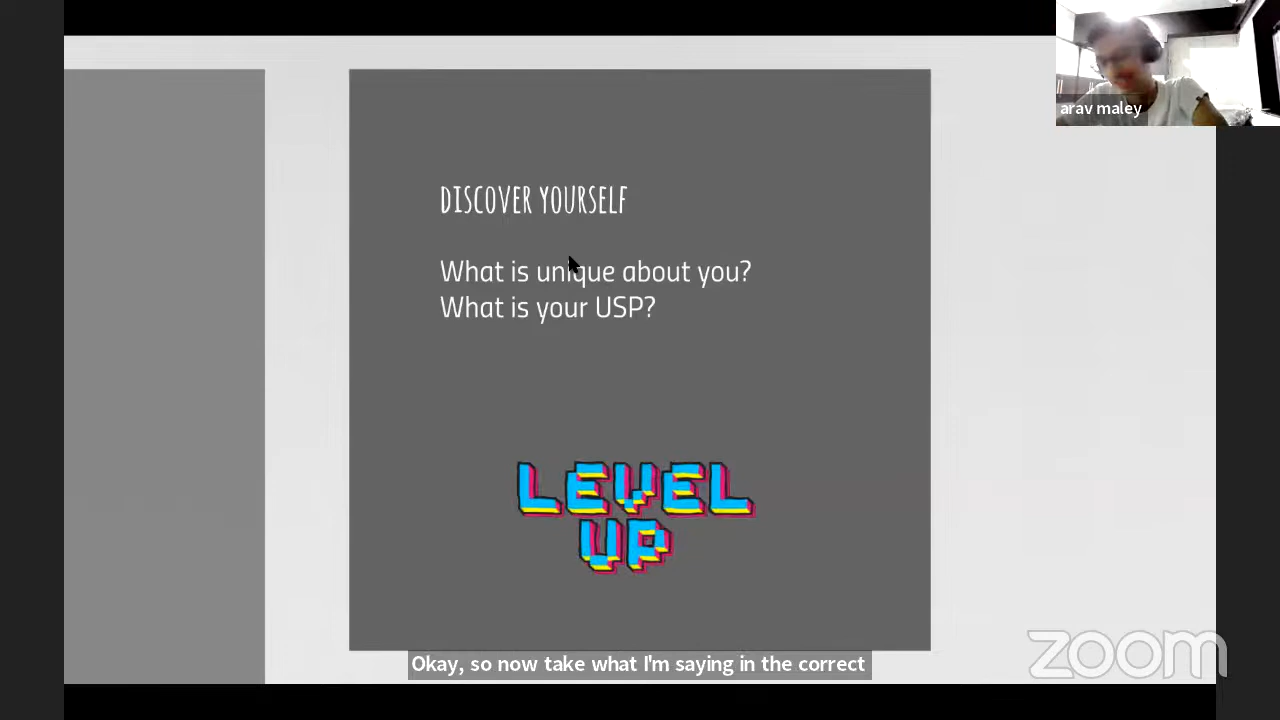 arav maley
DISCOVER YOURSELF
What is unique about you?
What is your USP?
LEVEL
UP
Okay, so now take what I'm saying in the correct
zoom